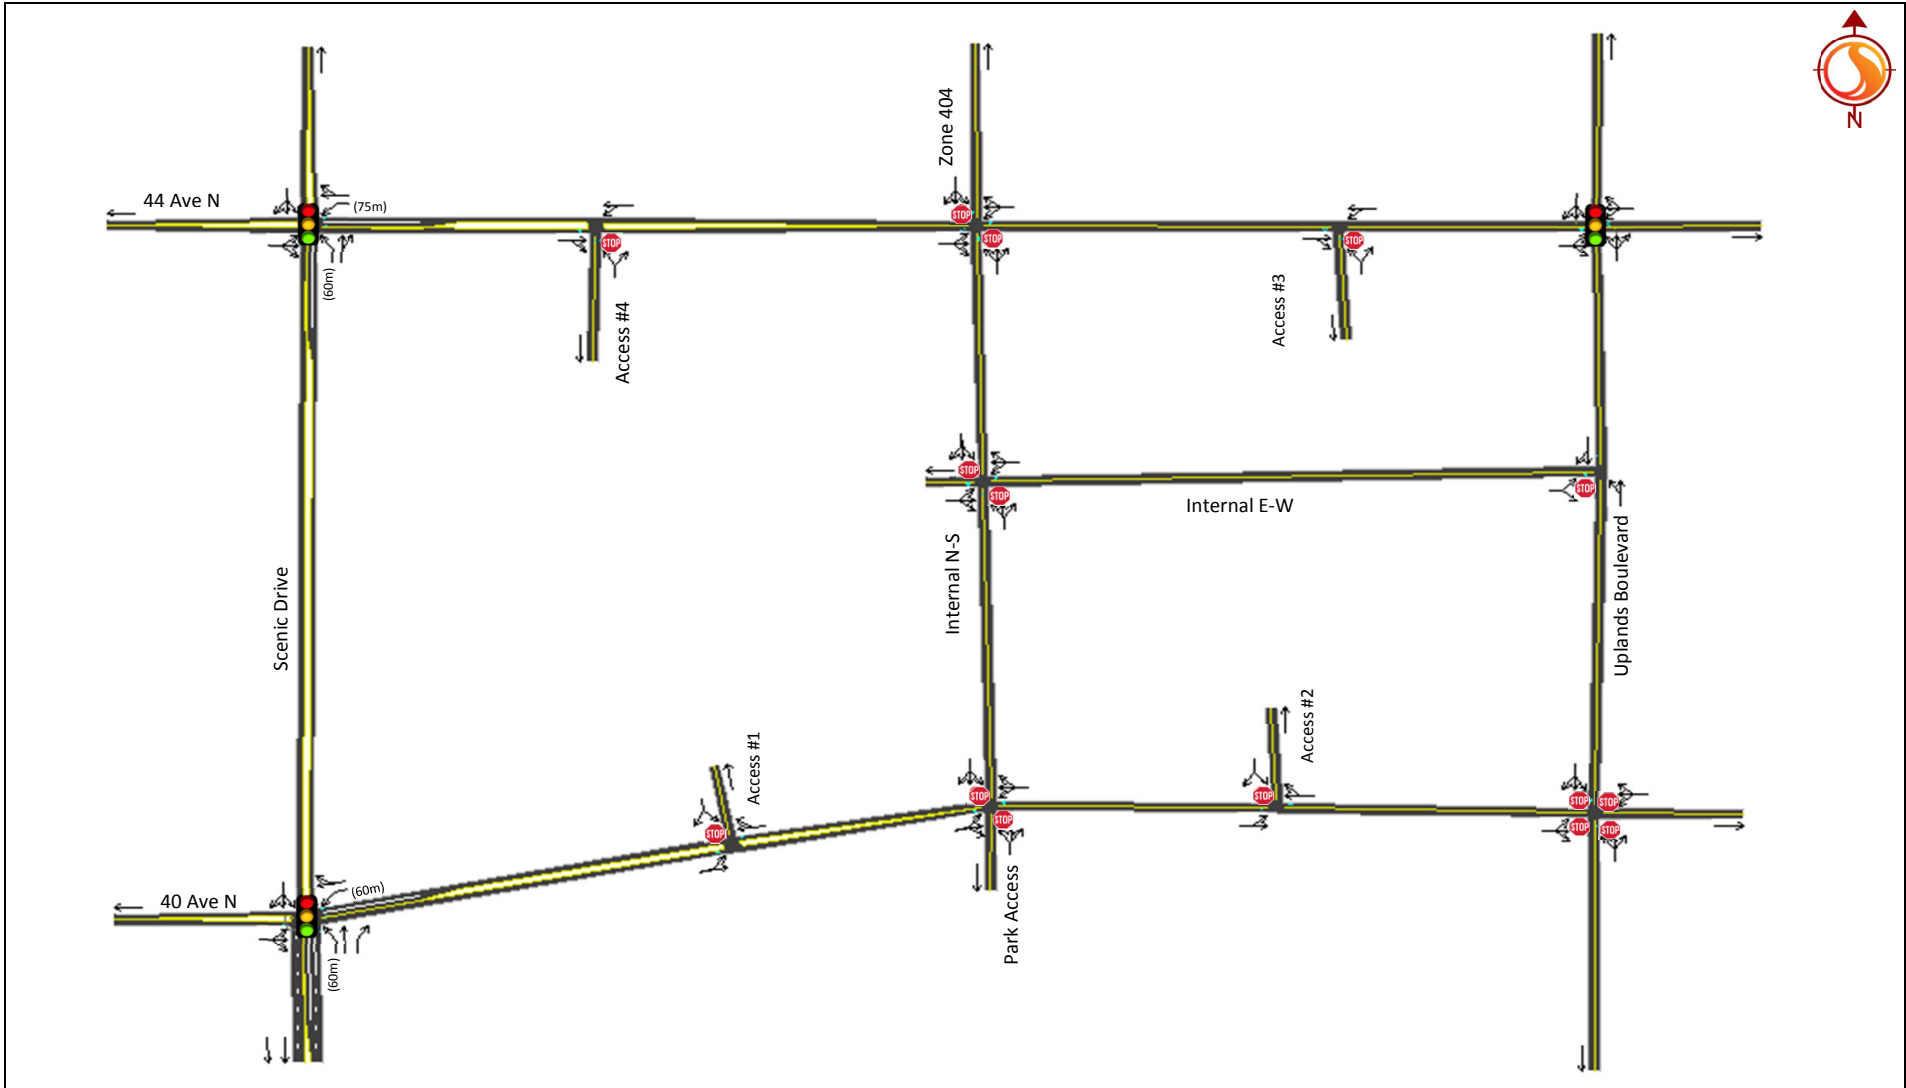 Zone 404
N
44 Ave N
(75m)
STOP
STOP
STOP
STOP
(60m)
Access #4
Access #3
STOP
STOP
STOP
Internal E-W
Internal N-S
Uplands Boulevard
Scenic Drive
Access #2
Access #1
STOP
STOP
STOP
STOP
STOP
STOP
STOP
STOP
Park Access
40 Ave N
(60m)
(60m)